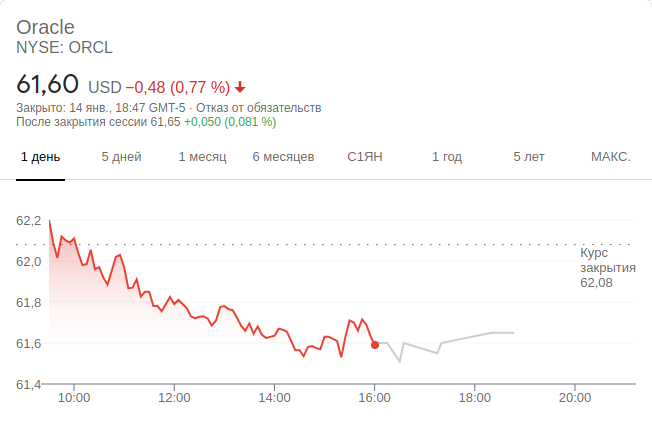 Oracle
NYSE: ORCL
61,60 USD −0,48 (0,77 %)
Закрыто: 14 янв., 18:47 GMT-5 · Отказ от обязательств
После закрытия сессии 61,65 +0,050 (0,081 %)
1 день 5 дней 1 месяц 6 месяцев С1ЯН 1 год 5 лет МАКС.
62,2
62,0
61,8
61,6
61,4
Курс
закрытия
62,08
10:00 12:00 14:00 16:00 18:00 20:00